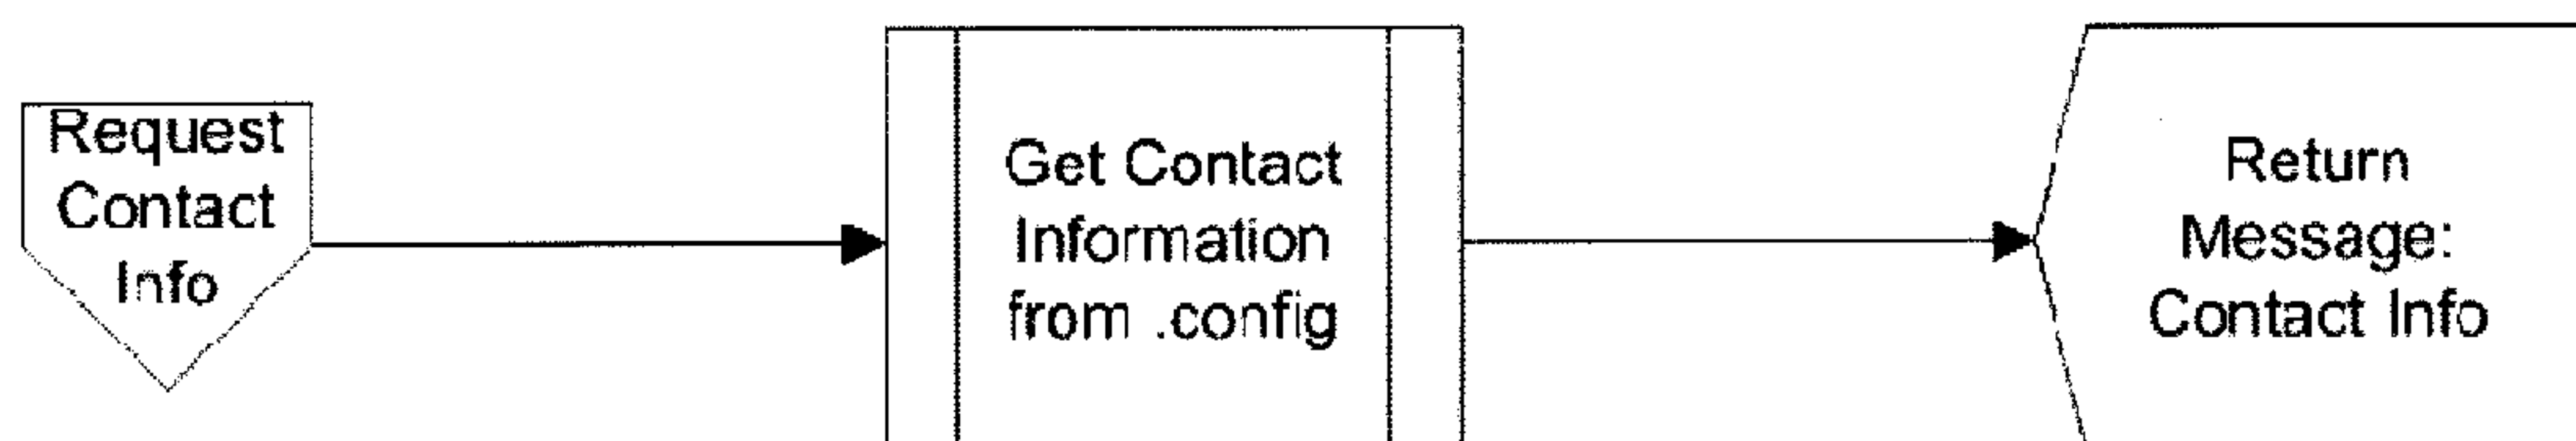 Request
Contact
Info
Get Contact
Information
from .config
Return
Message:
Contact Info